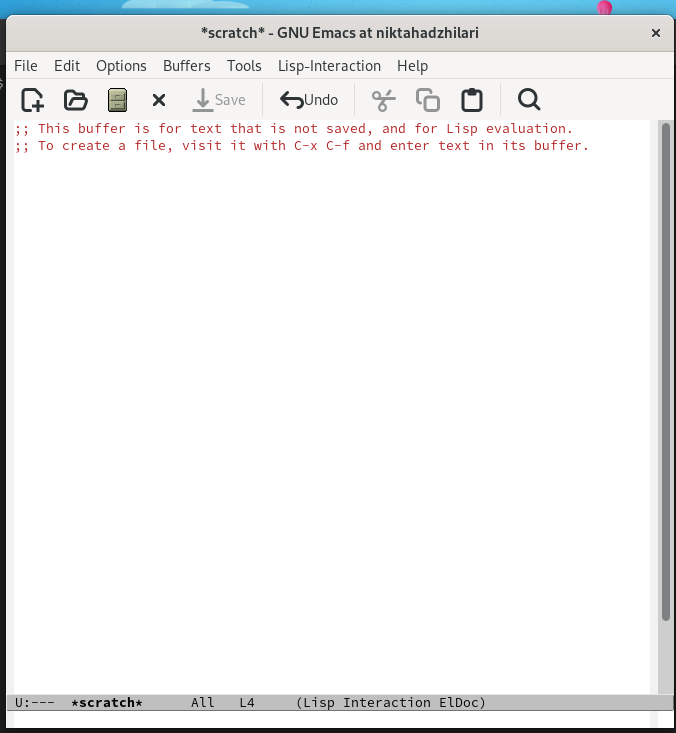 *scratch* - GNU Emacs at niktahadzhilari
File Edit Options Buffers Tools Lisp-Interaction Help
Save Undo
;; This buffer is for text that is not saved, and for Lisp evaluation.
;; To create a file, visit it with C-x C-f and enter text in its buffer.
U:--- *scratch* All L4 (Lisp Interaction ElDoc)